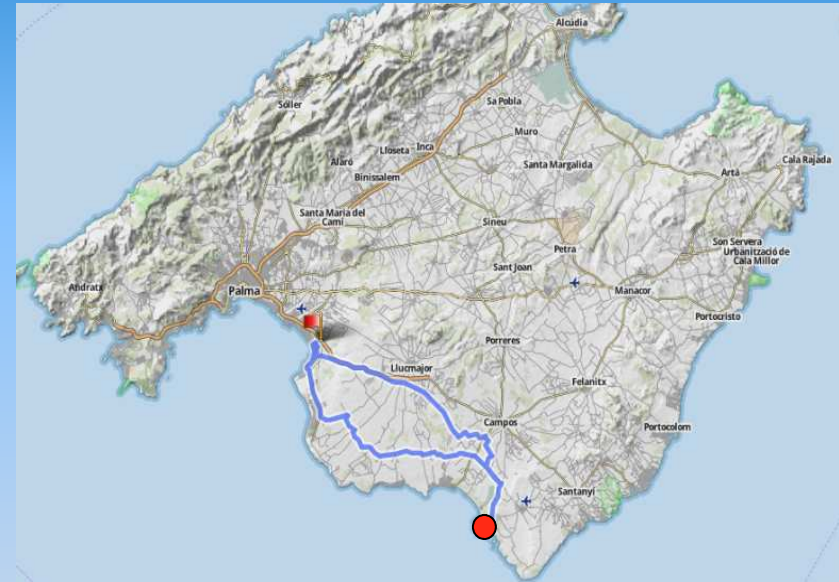 Alcúdia
Sóller
Sa Pobla
Muro
Lloseta
Inca
Alaró
Binissalem
Santa Margalida
Cala Rajada
Artà
Santa Maria del
Camí
Sineu
Petra
Son Servera
Urbanització de
Cala Millor
Sant Joan
Andratx
Palma
Manacor
Portocristo
Porreres
Llucmajor
Felanitx
Campos
Portocolom
Santanyí